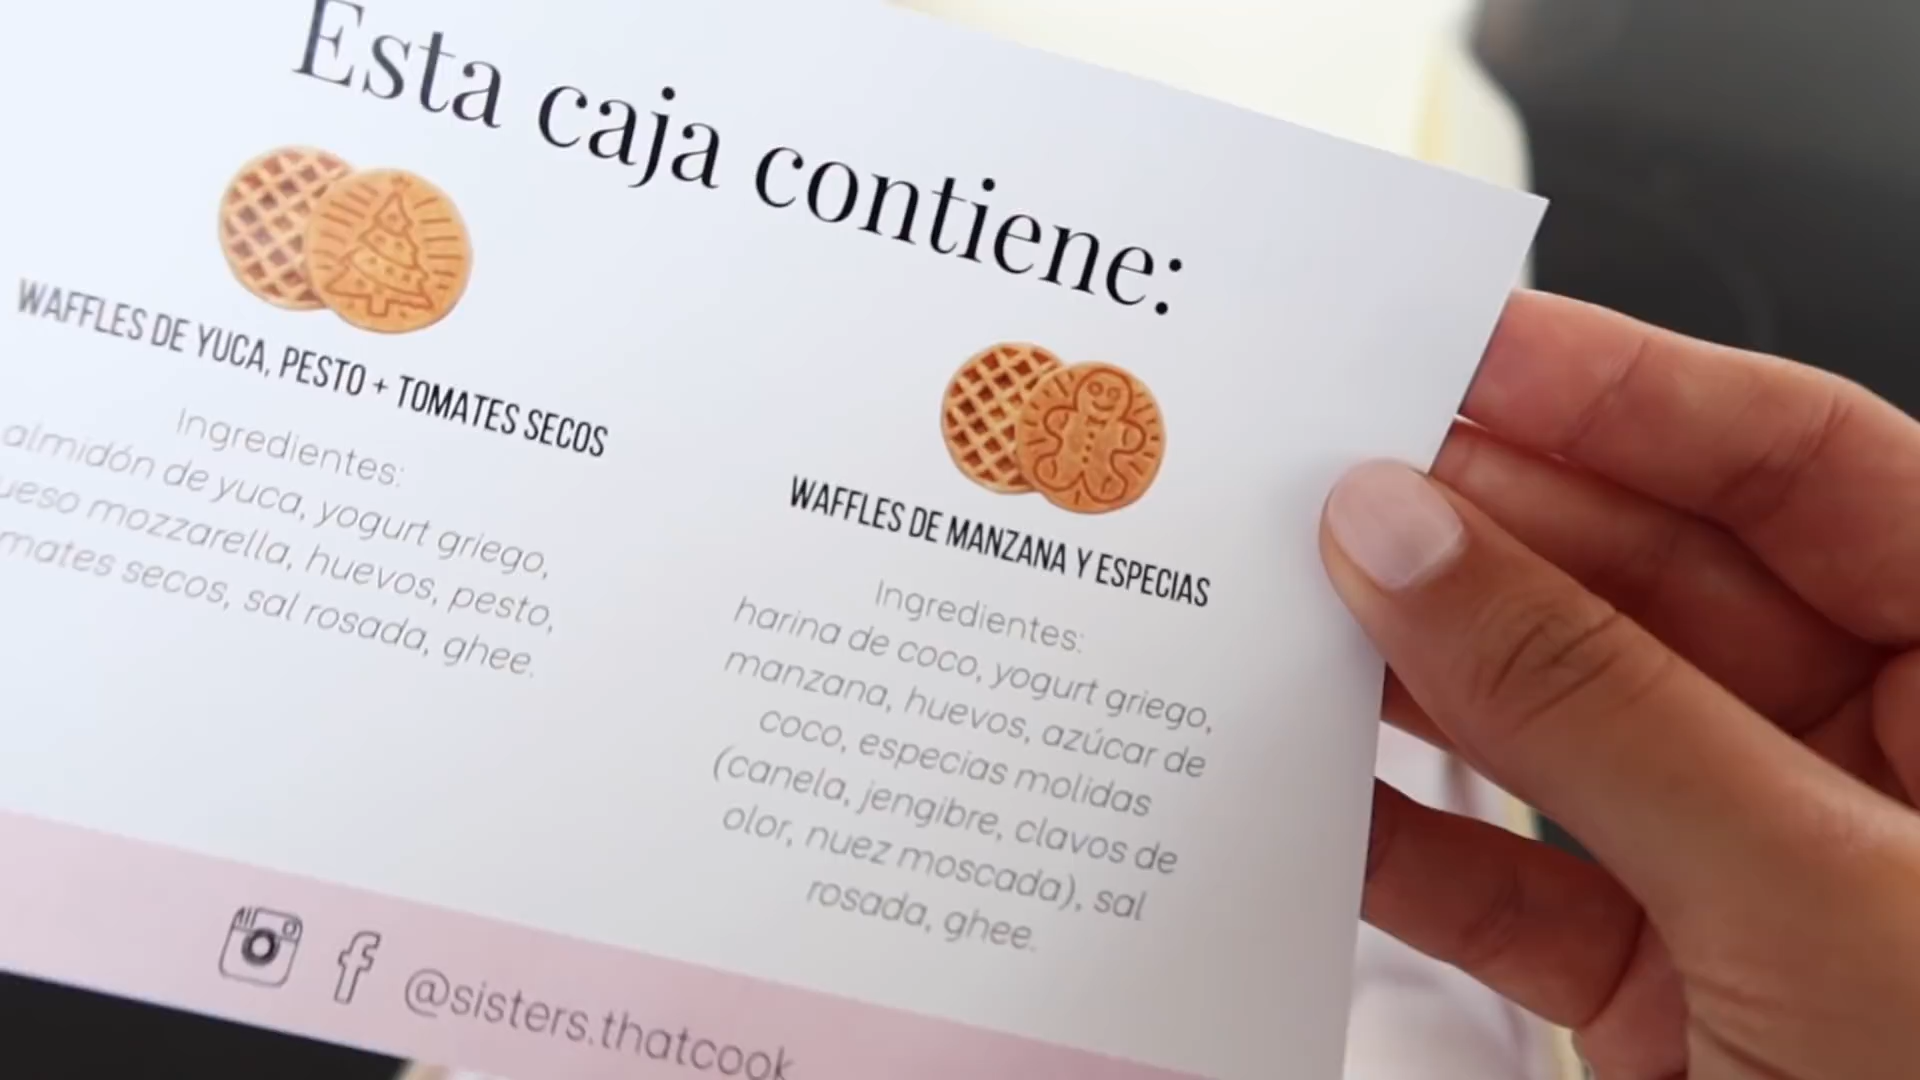 Esta caja contiene:
WAFFLES DE YUCA, PESTO + TOMATES SECOS
Ingredientes:
almidón de yuca, yogurt griego,
mozzarella, huevos, pesto,
secos, sal rosada, ghee.
WAFFLES DE MANZANA Y ESPECIAS
Ingredientes:
harina de coco, yogurt griego,
manzana, huevos, azúcar de
coco, especias molidas
(canela, jengibre, clavos de
olor, nuez moscada), sal
rosada, ghee.
@sisters.thatcook